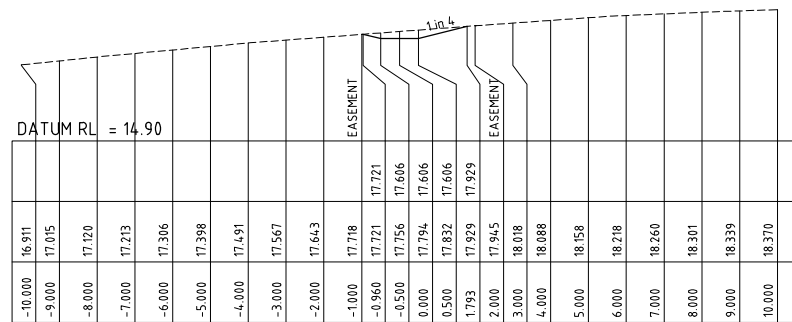 1 in 4
EASEMENT EASEMENT
DATUM RL = 14.90
17.721 17.606 17.606 17.606 17.929
16.911 17.015 17.120 17.213 17.306 17.398 17.491 17.567 17.643 17.718 17.721 17.756 17.794 17.832 17.929 17.945 18.018 18.088 18.158 18.218 18.260 18.301 18.339 18.370
-10.000 -9.000 -8.000 -7.000 -6.000 -5.000 -4.000 -3.000 -2.000 -1.000 -0.960 -0.500 0.000 0.500 1.793 2.000 3.000 4.000 5.000 6.000 7.000 8.000 9.000 10.000